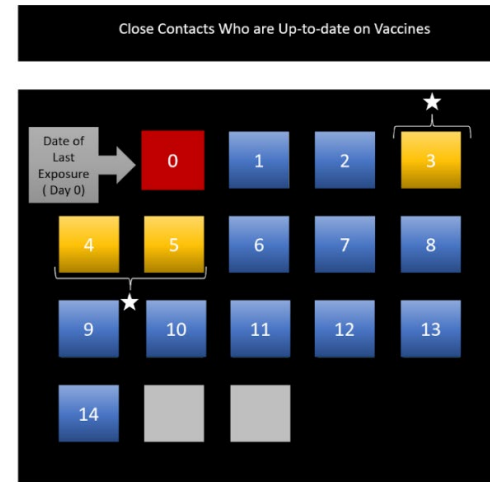 Close Contacts Who are Up-to-date on Vaccines
Date of
Last
Exposure
( Day 0)
0 1 2 3
4 5 6 7 8
9 10 11 12 13
14